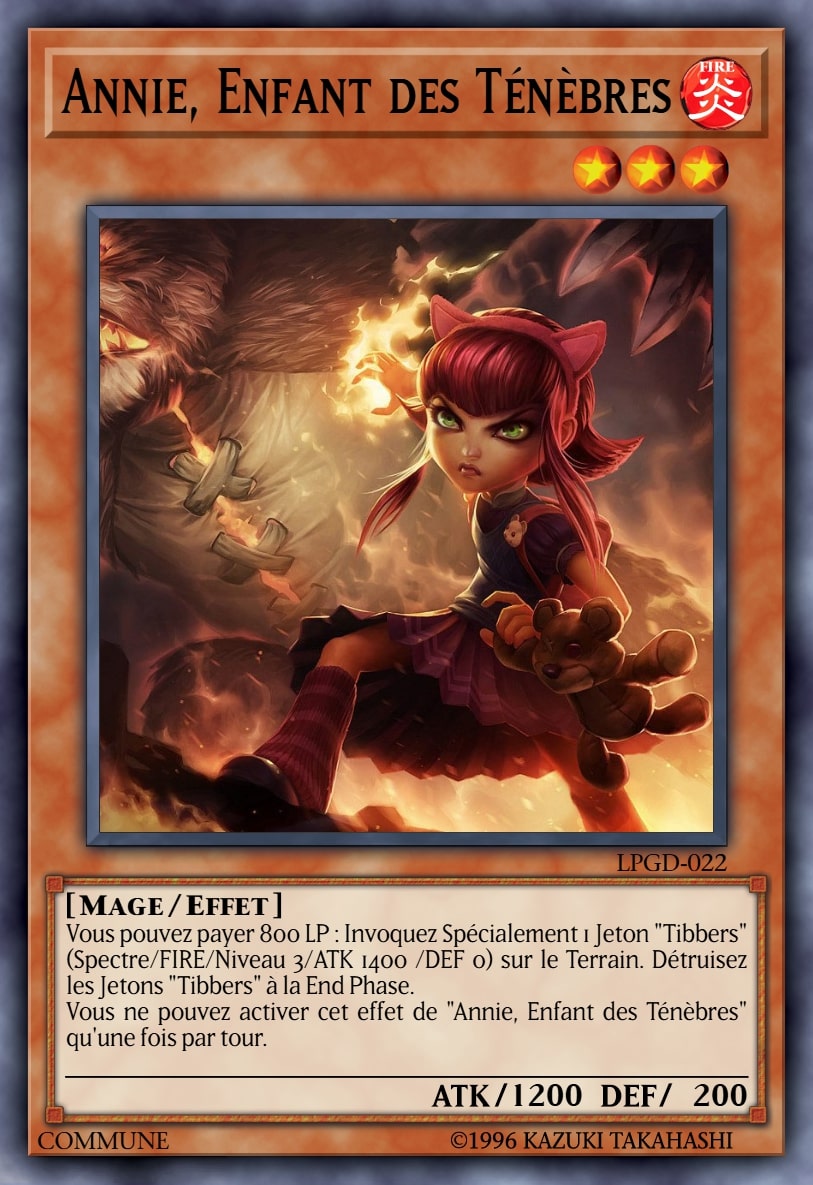 Annie, Enfant des Ténèbres
FIRE
炎
LPGD-022
[Mage/Effet]
Vous pouvez payer 800 LP : Invoquez Spécialement 1 Jeton "Tibbers"
(Spectre/FIRE/Niveau 3/ATK 1400 /DEF 0) sur le Terrain. Détruisez
les Jetons "Tibbers" à la End Phase.
Vous ne pouvez activer cet effet de "Annie, Enfant des Ténèbres"
qu'une fois par tour.
ATK/1200 DEF/ 200
COMMUNE
©1996 KAZUKI TAKAHASHI